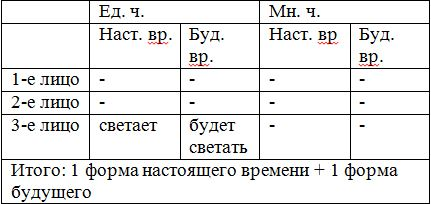 Ед. ч. Мн. ч.
Наст. вр. Буд. вр. Наст. вр Буд. вр.
1-е лицо - - - -
2-е лицо - - - -
3-е лицо светает будет светать - -
Итого: 1 форма настоящего времени + 1 форма
будущего